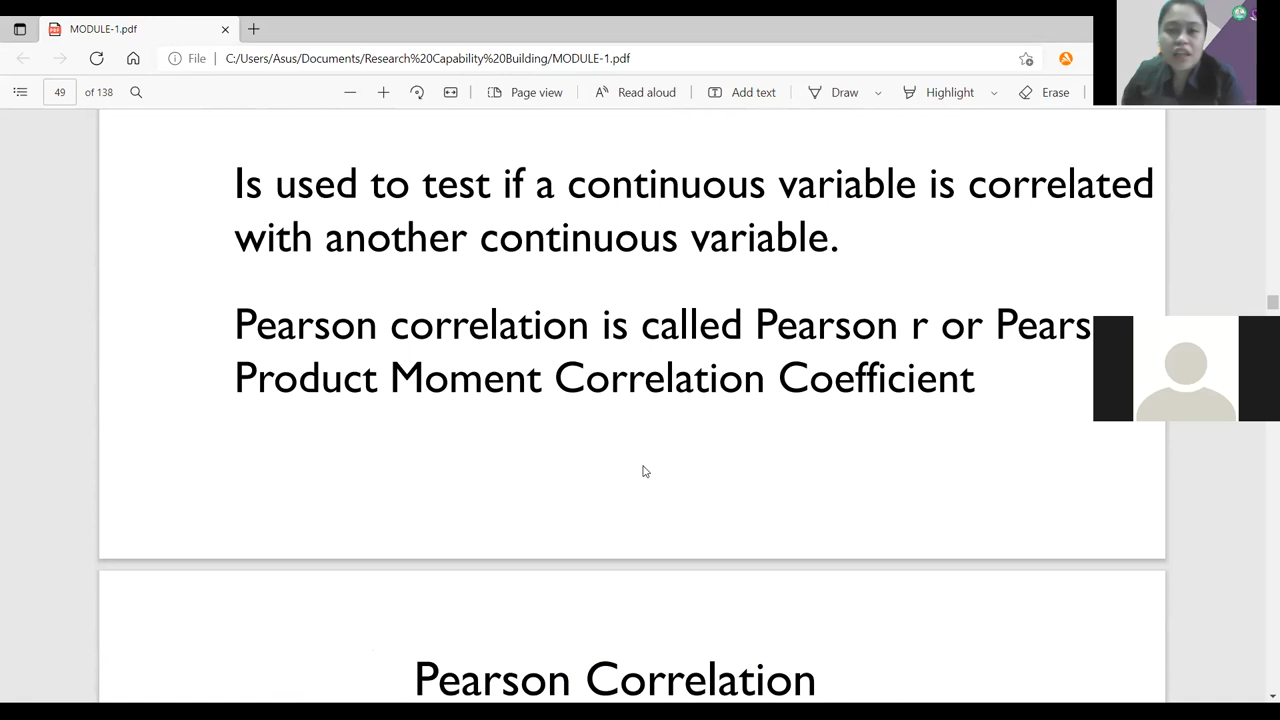 MODULE-1.pdf
File
C:/Users/Asus/Documents/Research%20Capability%20Building/MODULE-1.pdf
49 of 138
Page view
Read aloud
Add text
Draw
Highlight
Erase
Is used to test if a continuous variable is correlated
with another continuous variable.
Pearson correlation is called Pearson r or Pears
Product Moment Correlation Coefficient
Pearson Correlation